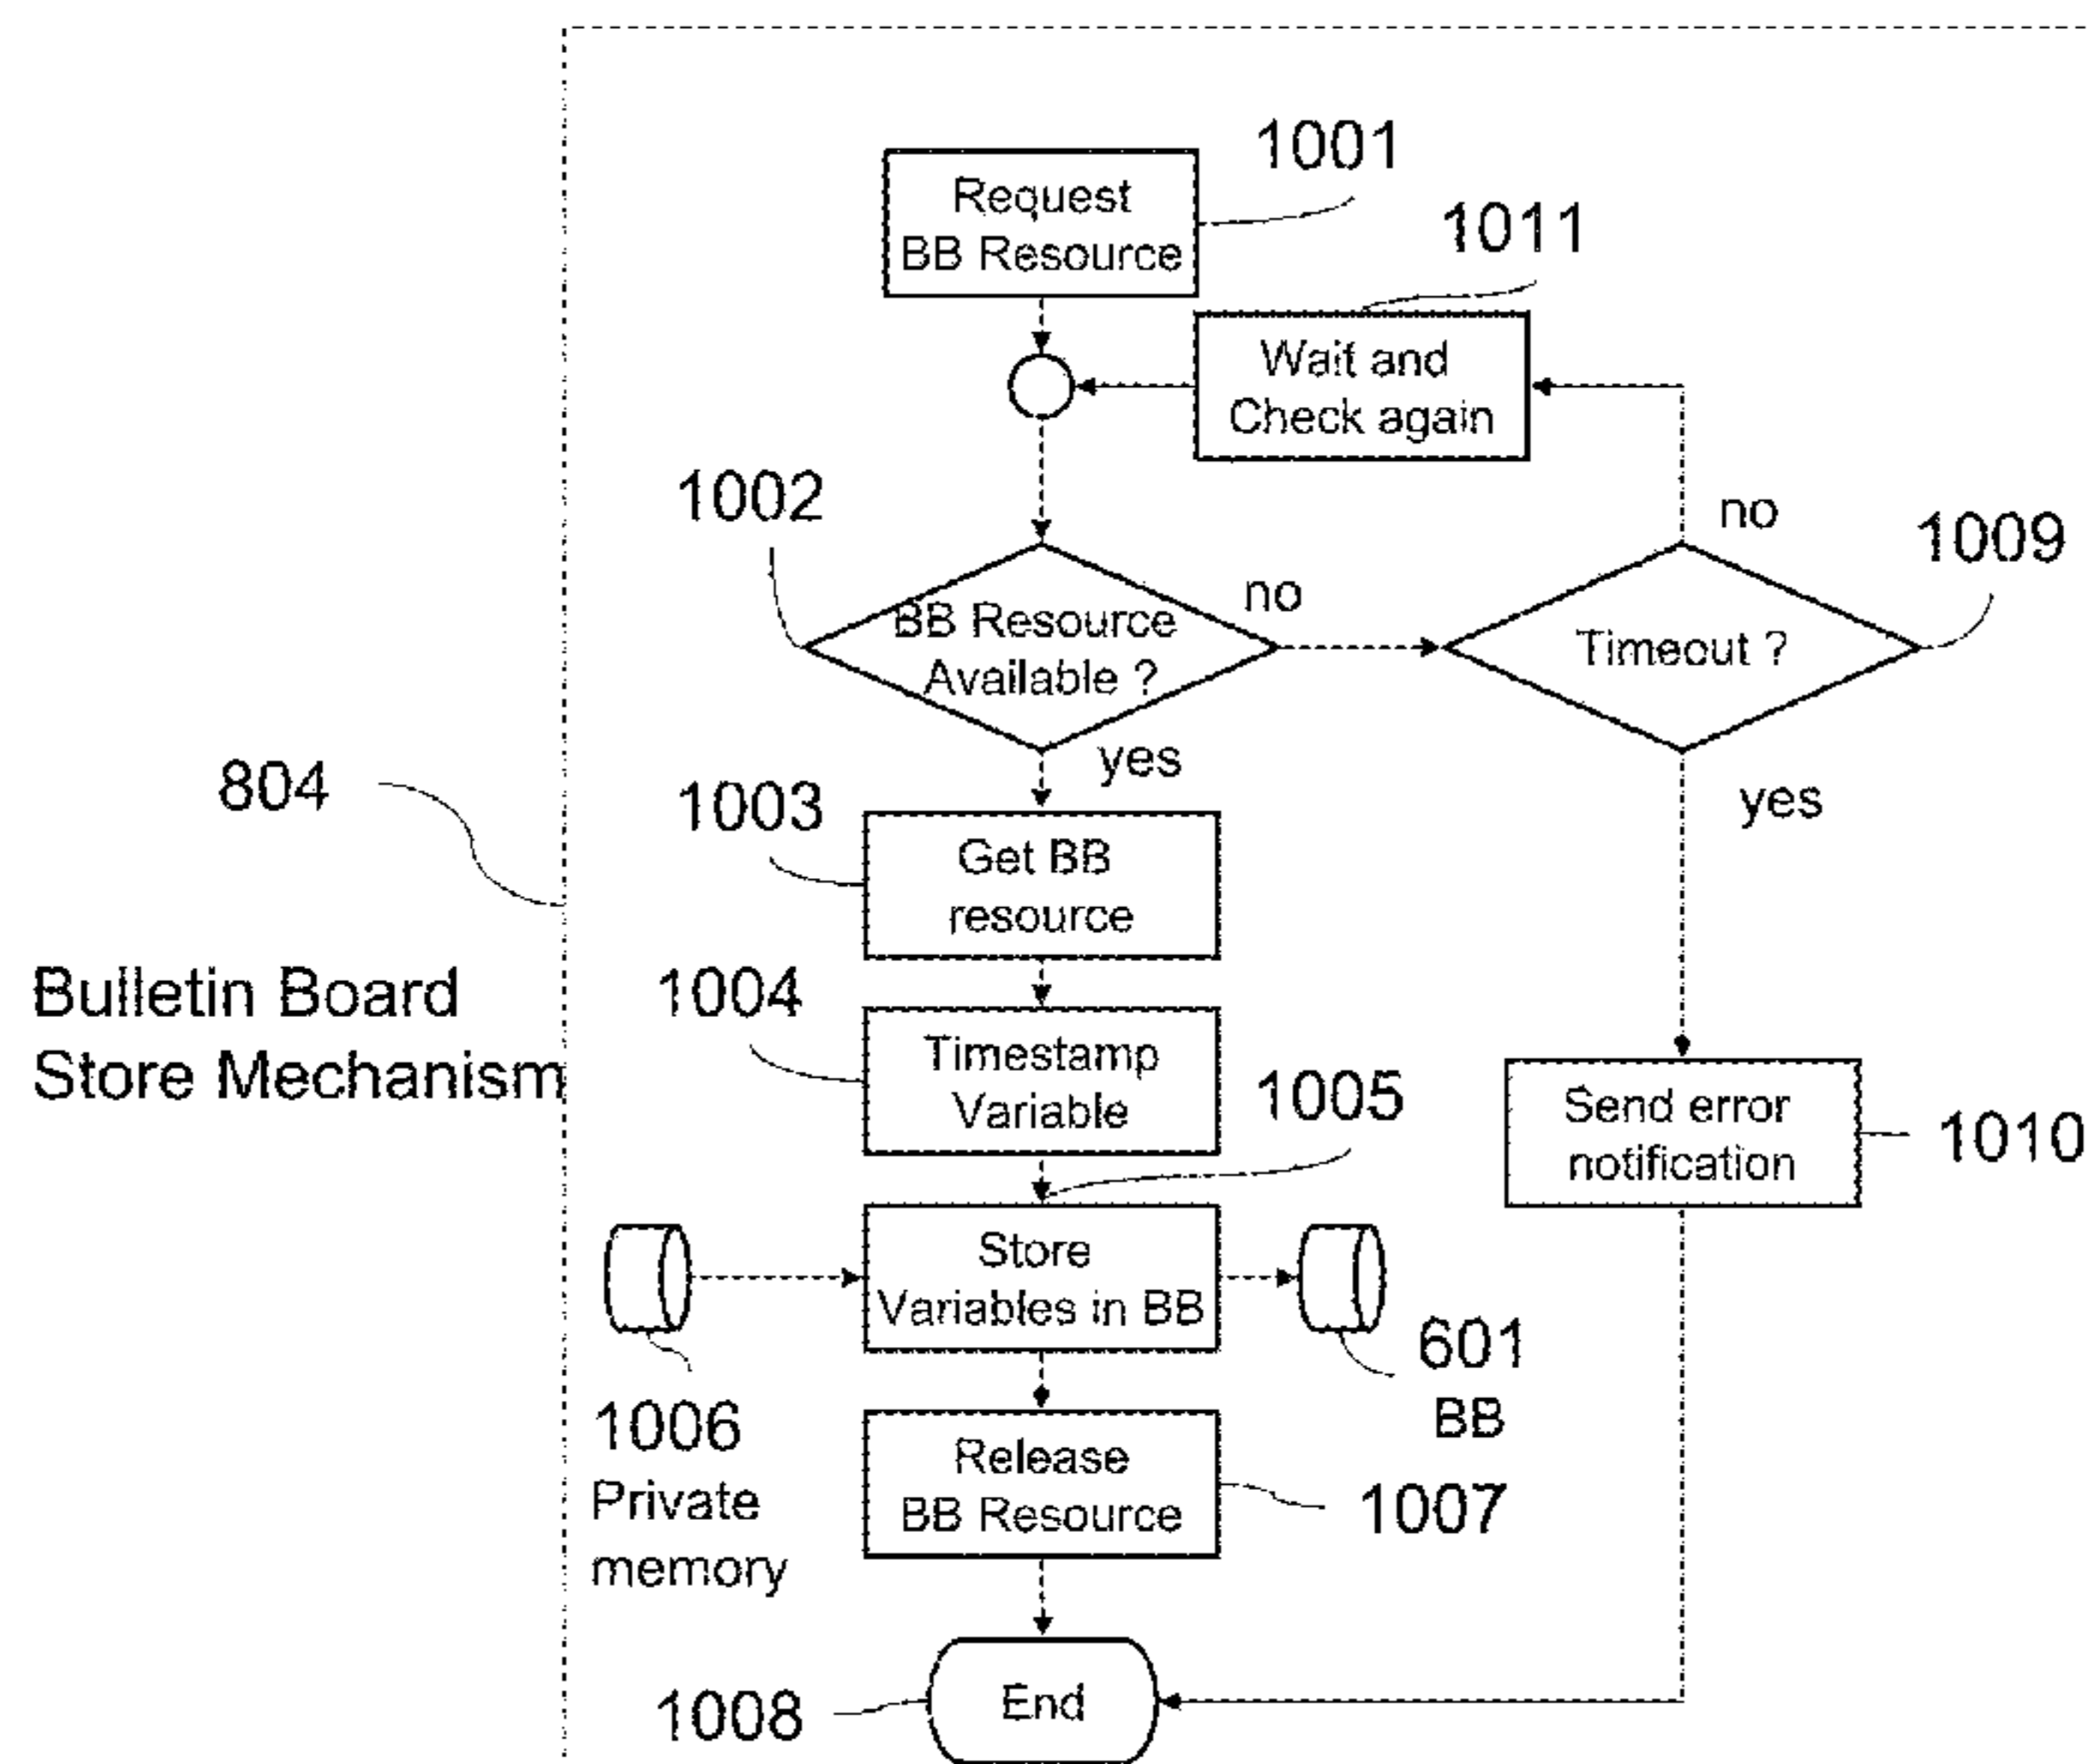 1001
Request
BB Resource
1011
Wait and
Check again
1002
no
1009
BB Resource
Available ?
no
Timeout ?
yes
yes
804
1003
Get BB
resource
Bulletin Board
Store Mechanism
1004
Timestamp
Variable
1005
Send error
notification
1010
Store
Variables in BB
601
BB
1006
Private
memory
Release
BB Resource
1007
1008
End